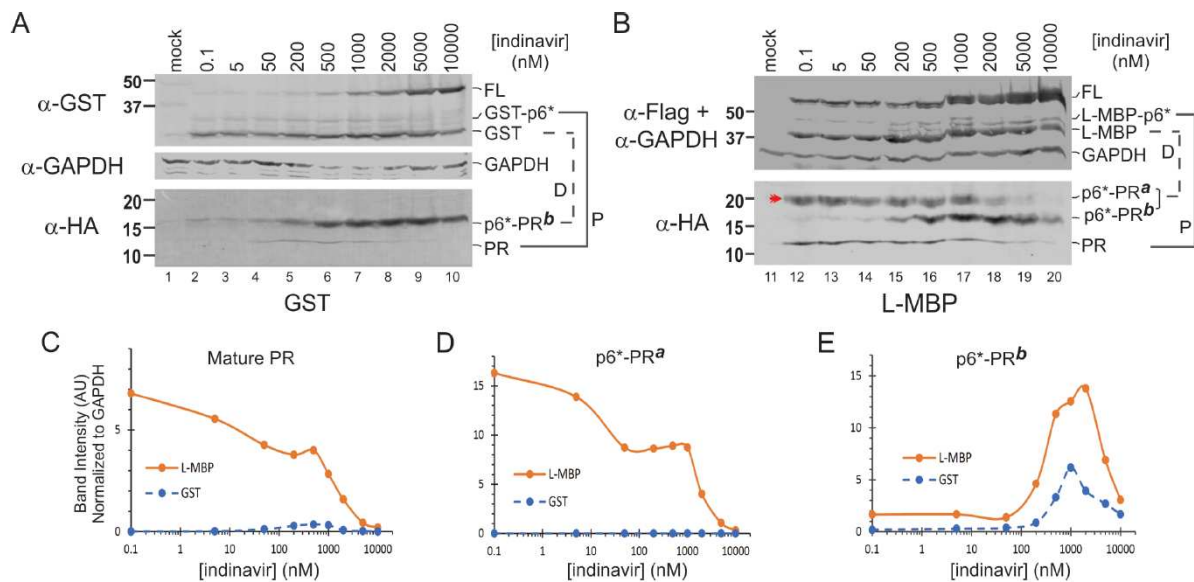 A
mock
0.1
5
50
200
500
1000
2000
5000
10000
[indinavir]
(nM)
α-GST
50
37
FL
GST-p6*
GST
α-GAPDH
GAPDH
D
P
α-HA
20
15
10
p6*-PRb
PR
1 2 3 4 5 6 7 8 9 10
GST
B
mock
0.1
5
50
200
500
1000
2000
5000
10000
[indinavir]
(nM)
α-Flag +
α-GAPDH
50
37
FL
L-MBP-p6*
L-MBP
GAPDH
D
P
α-HA
20
15
10
p6*-PRa
p6*-PRb
PR
11 12 13 14 15 16 17 18 19 20
L-MBP
C
Mature PR
Band Intensity (AU)
Normalized to GAPDH
5
0
L-MBP
GST
0.1 1 10 100 1000 10000
[indinavir] (nM)
D
p6*-PRa
15
10
5
0
L-MBP
GST
0.1 1 10 100 1000 10000
[indinavir] (nM)
E
p6*-PRb
15
10
5
0
L-MBP
GST
0.1 1 10 100 1000 10000
[indinavir] (nM)